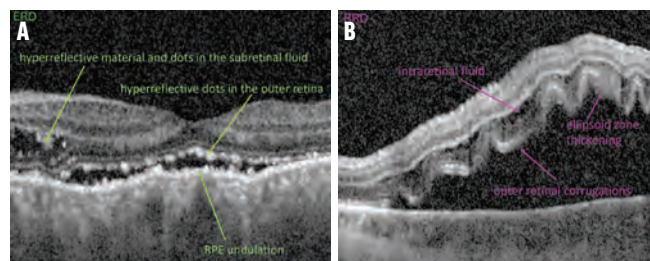 ERD
A
hyperreflective material and dots in the subretinal fluid
hyperreflective dots in the outer retina
RPE undulation
RRD
B
intraretinal fluid
ellipsoid zone
thickening
outer retinal corrugations